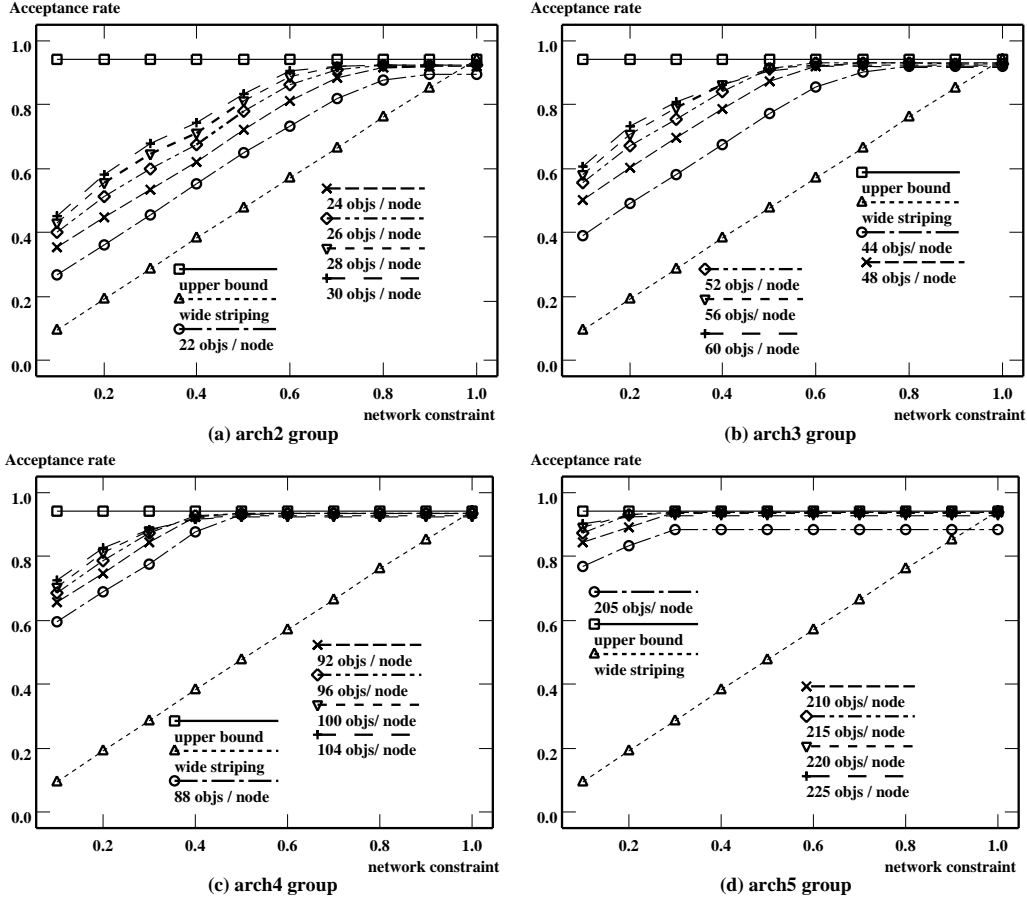 Acceptance rate
1.0
0.8
0.6
0.4
0.2
0.0
24 objs / node
26 objs / node
28 objs / node
30 objs / node
upper bound
wide striping
22 objs / node
0.2 0.4 0.6 0.8 1.0
network constraint
(a) arch2 group
Acceptance rate
1.0
0.8
0.6
0.4
0.2
0.0
upper bound
wide striping
44 objs/ node
48 objs / node
52 objs / node
56 objs/ node
60 objs / node
0.2 0.4 0.6 0.8 1.0
network constraint
(b) arch3 group
Acceptance rate
1.0
0.8
0.6
0.4
0.2
0.0
92 objs / node
96 objs / node
100 objs/ node
104 objs/ node
upper bound
wide striping
88 objs / node
0.2 0.4 0.6 0.8 1.0
network constraint
(c) arch4 group
Acceptance rate
1.0
0.8
0.6
0.4
0.2
0.0
205 objs/ node
upper bound
wide striping
210 objs/ node
215 objs/ node
220 objs/ node
225 objs/ node
0.2 0.4 0.6 0.8 1.0
network constraint
(d) arch5 group